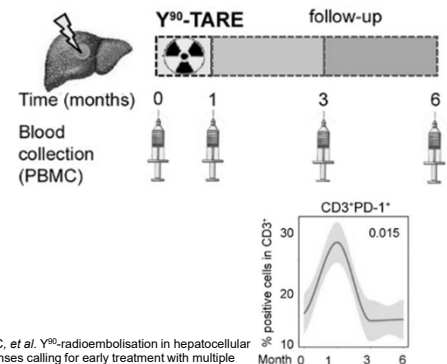 Y⁹⁰-TARE follow-up
Time (months) 0 1 3 6
Blood
collection
(PBMC)
CD3⁺PD-1⁺
% positive cells in CD3⁺
30
20
10
0.015
Month 0 1 3 6
C, et al. Y⁹⁰-radioembolisation in hepatocellular
nses calling for early treatment with multiple